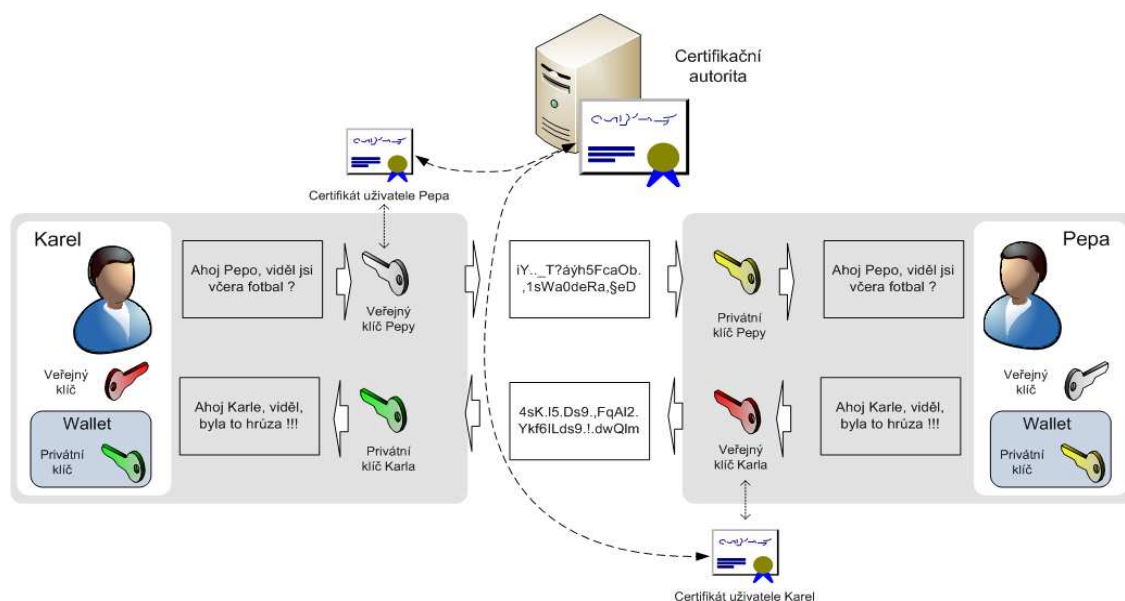 Certifikační
autorita
Certifikát uživatele Pepa
Karel
Ahoj Pepo, viděl jsi
včera fotbal ?
Veřejný
klíč Pepy
iY.._T?áýh5FcaOb.
,1sWa0deRa,§eD
Privátní
klíč Pepy
Ahoj Pepo, viděl jsi
včera fotbal ?
Pepa
Veřejný
klíč
Wallet
Privátní
klíč
Ahoj Karle, viděl,
byla to hrůza !!!
Privátní
klíč Karla
4sK.I5.Ds9.,FqAI2.
Ykf6ILds9.!.dwQIm
Veřejný
klíč Karla
Ahoj Karle, viděl,
byla to hrůza !!!
Veřejný
klíč
Wallet
Privátní
klíč
Certifikát uživatele Karel